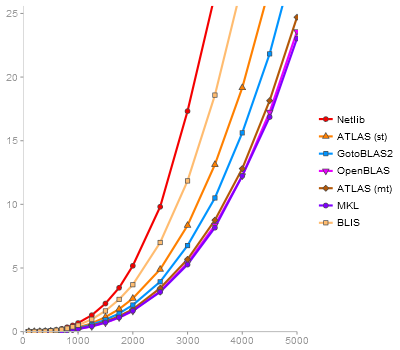 25
20
15
10
5
0
0 1000 2000 3000 4000 5000
Netlib
ATLAS (st)
GotoBLAS2
OpenBLAS
ATLAS (mt)
MKL
BLIS